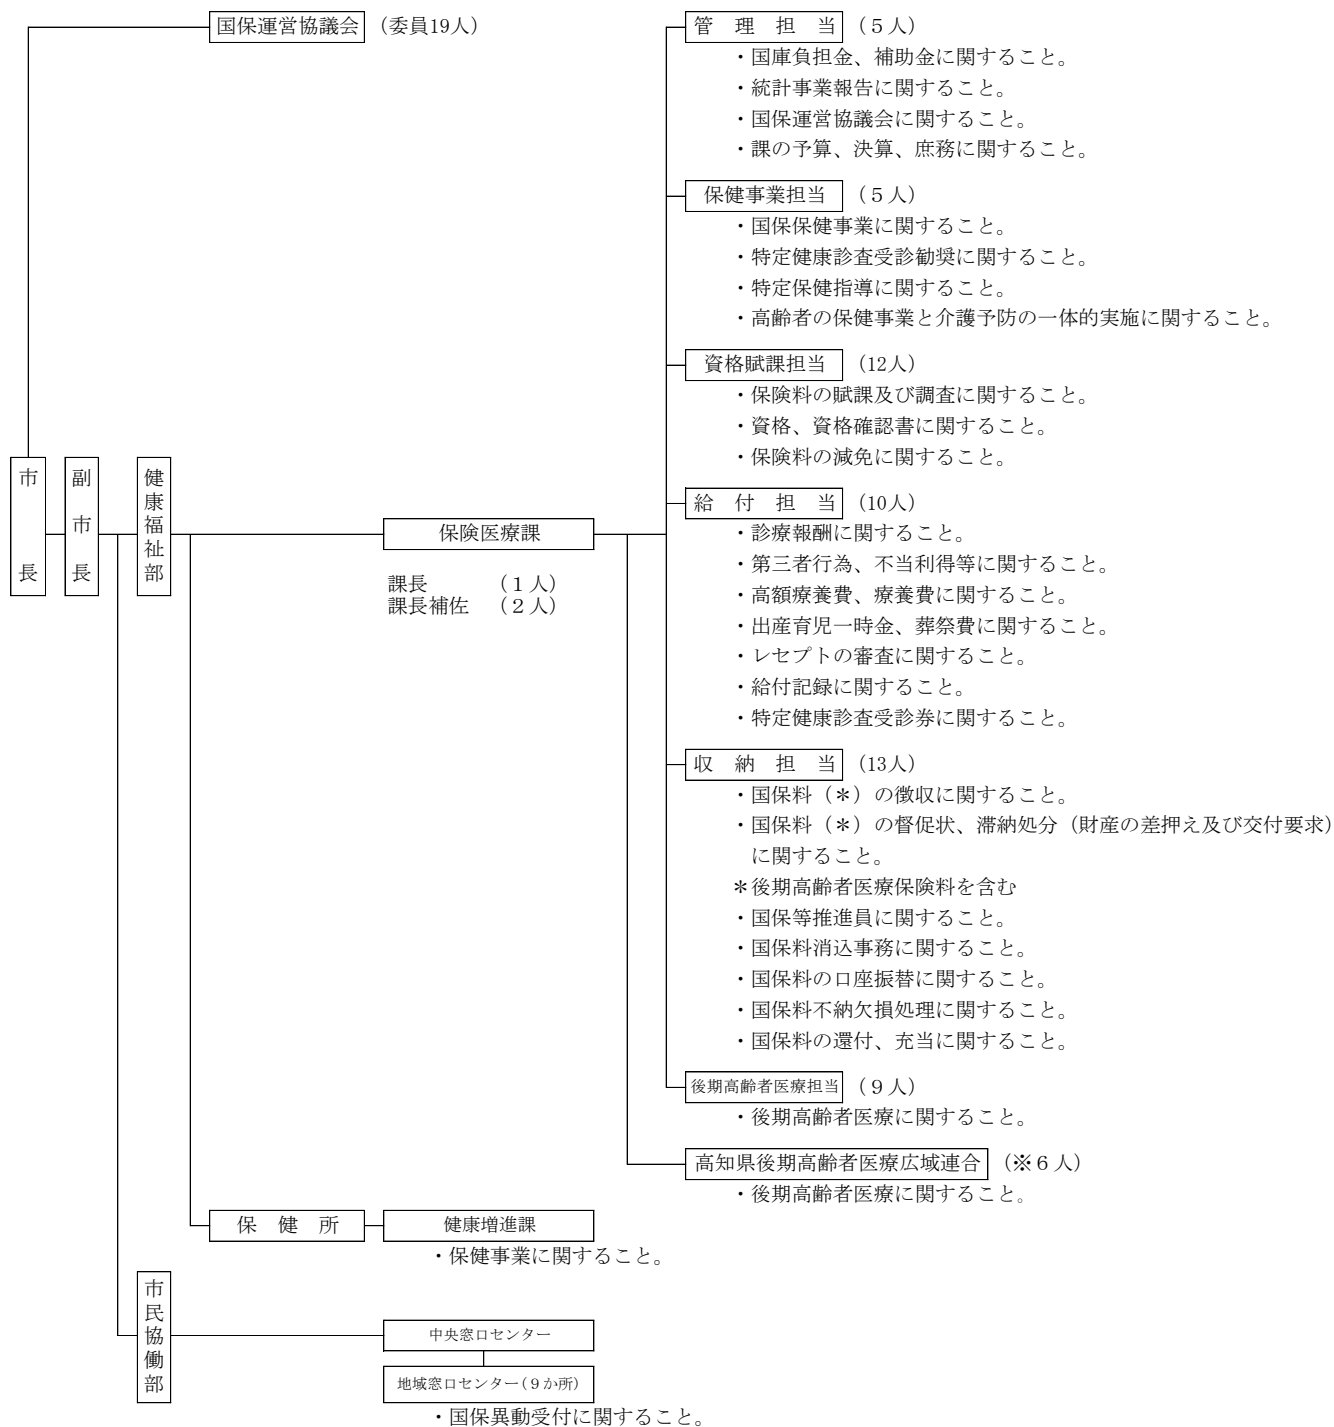 国保運営協議会 （委員19人）
管理担当 （５人）
・国庫負担金、補助金に関すること。
・統計事業報告に関すること。
・国保運営協議会に関すること。
・課の予算、決算、庶務に関すること。
保健事業担当 （５人）
・国保保健事業に関すること。
・特定健康診査受診勧奨に関すること。
・特定保健指導に関すること。
・高齢者の保健事業と介護予防の一体的実施に関すること。
資格賦課担当 （12人）
・保険料の賦課及び調査に関すること。
・資格、資格確認書に関すること。
・保険料の減免に関すること。
市長
副市長
健康福祉部
保険医療課
課長 （１人）
課長補佐 （２人）
給付担当 （10人）
・診療報酬に関すること。
・第三者行為、不当利得等に関すること。
・高額療養費、療養費に関すること。
・出産育児一時金、葬祭費に関すること。
・レセプトの審査に関すること。
・給付記録に関すること。
・特定健康診査受診券に関すること。
収納担当 （13人）
・国保料（＊）の徴収に関すること。
・国保料（＊）の督促状、滞納処分（財産の差押え及び交付要求）
に関すること。
＊後期高齢者医療保険料を含む
・国保等推進員に関すること。
・国保料消込事務に関すること。
・国保料の口座振替に関すること。
・国保料不納欠損処理に関すること。
・国保料の還付、充当に関すること。
後期高齢者医療担当 （９人）
・後期高齢者医療に関すること。
高知県後期高齢者医療広域連合 （※６人）
・後期高齢者医療に関すること。
保健所
健康増進課
・保健事業に関すること。
市民協働部
中央窓口センター
地域窓口センター（９か所）
・国保異動受付に関すること。